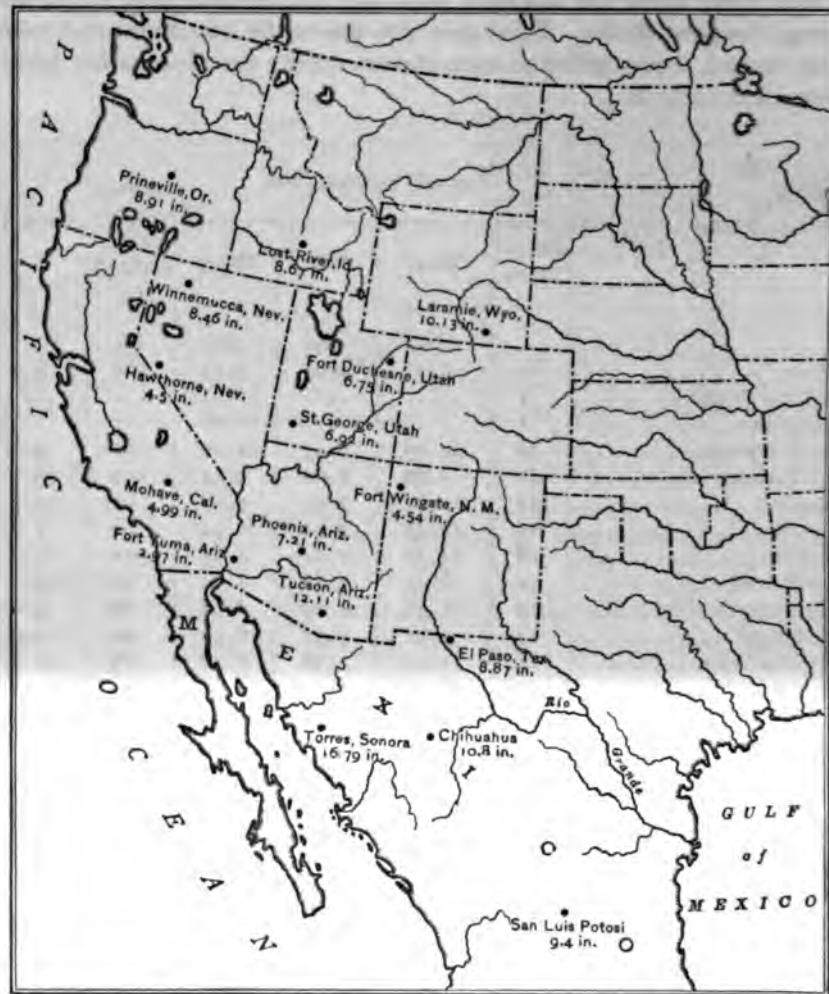 PACIFIC
OCEAN
Prineville, Or.
8.91 in.
Lost River, Id.
8.67 in.
Winnemucca, Nev.
8.46 in.
Laramie, Wyo.
10.13 in.
Hawthorne, Nev.
4.5 in.
Fort Duchesne, Utah
6.75 in.
St. George, Utah
Mohave, Cal.
4.99 in.
Fort Wingate, N. M.
4.54 in.
Phoenix, Ariz.
7.21 in.
Fort Yuma, Ariz.
Tucson, Ariz.
12.11 in.
M E X I
El Paso, Tex.
8.87 in.
Rio
Grande
Torres, Sonora
16.79 in.
Chihuahua
10.8 in.
GULF
of
MEXICO
San Luis Potosi
9.4 in.
O
O